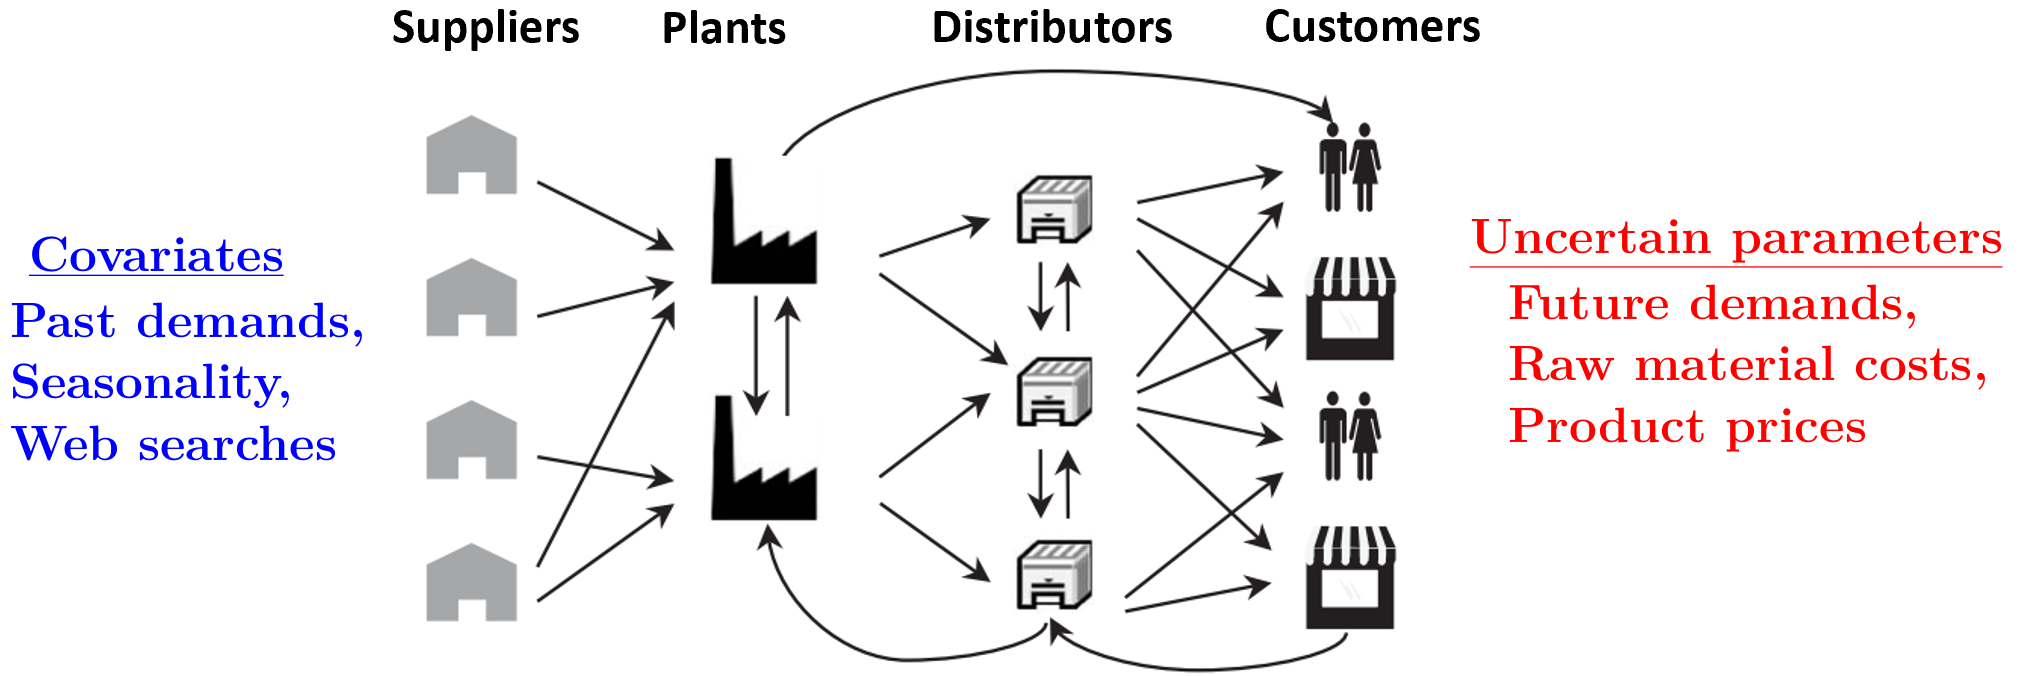 Suppliers Plants Distributors Customers
Covariates
Past demands,
Seasonality,
Web searches
Uncertain parameters
Future demands,
Raw material costs,
Product prices